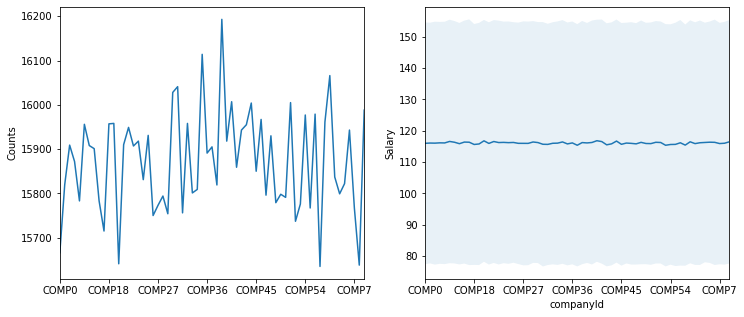 16200
16100
16000
15900
15800
15700
Counts
COMP0
COMP18
COMP27
COMP36
COMP45
COMP54
COMP7
150
140
130
120
110
100
90
80
Salary
COMP0
COMP18
COMP27
COMP36
COMP45
COMP54
COMP7
companyId